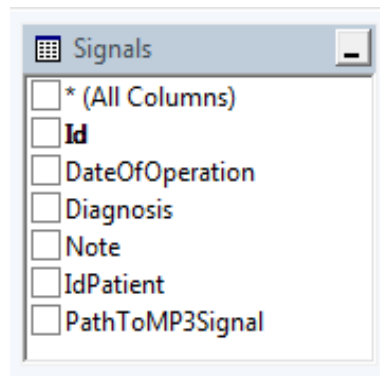 Signals
* (All Columns)
Id
DateOfOperation
Diagnosis
Note
IdPatient
PathToMP3Signal